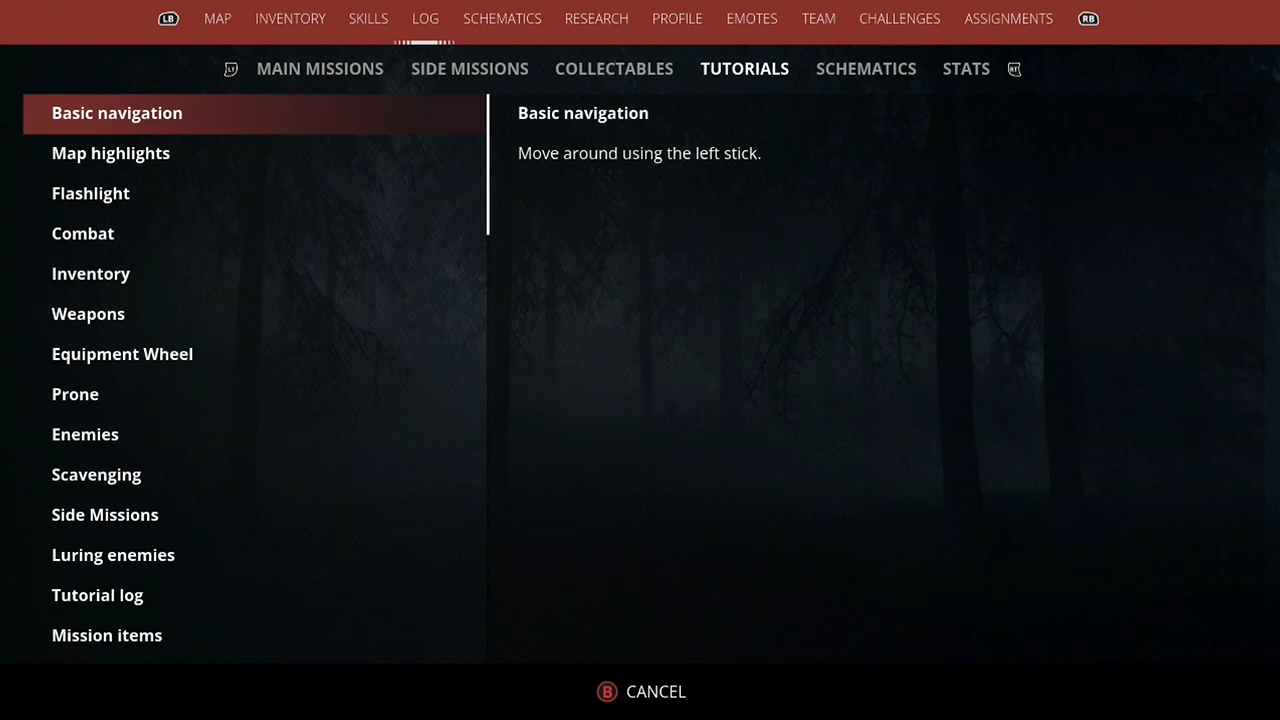 LB MAP INVENTORY SKILLS LOG SCHEMATICS RESEARCH PROFILE EMOTES TEAM CHALLENGES ASSIGNMENTS RB
LT MAIN MISSIONS SIDE MISSIONS COLLECTABLES TUTORIALS SCHEMATICS STATS RT
Basic navigation
Map highlights
Flashlight
Combat
Inventory
Weapons
Equipment Wheel
Prone
Enemies
Scavenging
Side Missions
Luring enemies
Tutorial log
Mission items
Basic navigation
Move around using the left stick.
B CANCEL